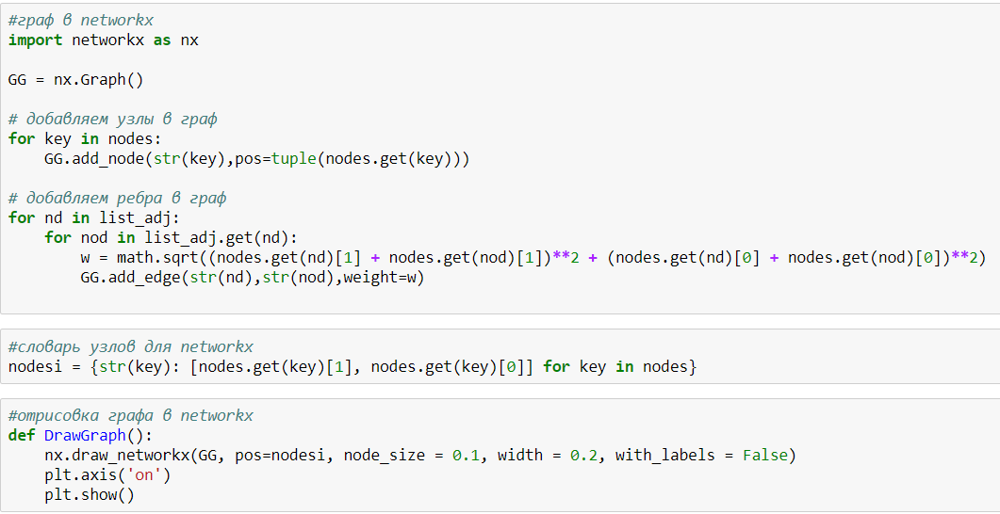 #граф в networkx
import networkx as nx
GG = nx.Graph()
# добавляем узлы в граф
for key in nodes:
    GG.add_node(str(key),pos=tuple(nodes.get(key)))
# добавляем ребра в граф
for nd in list_adj:
    for nod in list_adj.get(nd):
        w = math.sqrt((nodes.get(nd)[1] + nodes.get(nod)[1])**2 + (nodes.get(nd)[0] + nodes.get(nod)[0])**2)
        GG.add_edge(str(nd),str(nod),weight=w)
#словарь узлов для networkx
nodesi = {str(key): [nodes.get(key)[1], nodes.get(key)[0]] for key in nodes}
#отрисовка графа в networkx
def DrawGraph():
    nx.draw_networkx(GG, pos=nodesi, node_size = 0.1, width = 0.2, with_labels = False)
    plt.axis('on')
    plt.show()